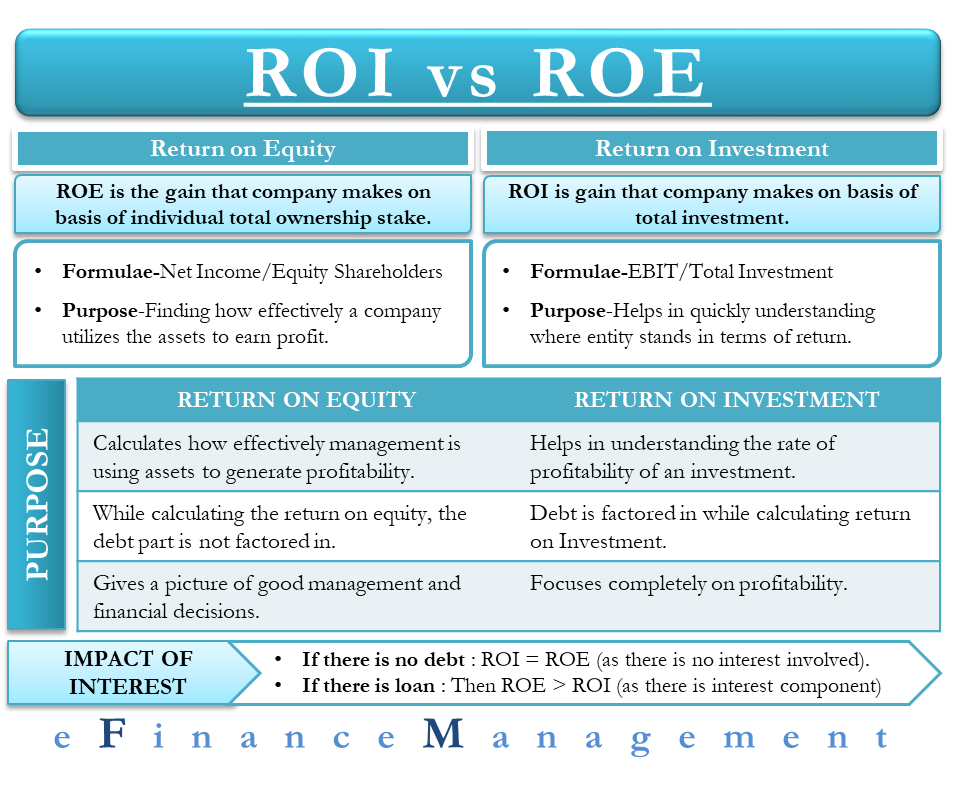 ROI vs ROE
Return on Equity
Return on Investment
ROE is the gain that company makes on
basis of individual total ownership stake.
ROI is gain that company makes on basis of
total investment.
• Formulae-Net Income/Equity Shareholders
• Purpose-Finding how effectively a company
utilizes the assets to earn profit.
• Formulae-EBIT/Total Investment
• Purpose-Helps in quickly understanding
where entity stands in terms of return.
PURPOSE
RETURN ON EQUITY
RETURN ON INVESTMENT
Calculates how effectively management is
using assets to generate profitability.
Helps in understanding the rate of
profitability of an investment.
While calculating the return on equity, the
debt part is not factored in.
Debt is factored in while calculating return
on Investment.
Gives a picture of good management and
financial decisions.
Focuses completely on profitability.
IMPACT OF
INTEREST
• If there is no debt : ROI = ROE (as there is no interest involved).
• If there is loan : Then ROE > ROI (as there is interest component)
eFinanceManagement